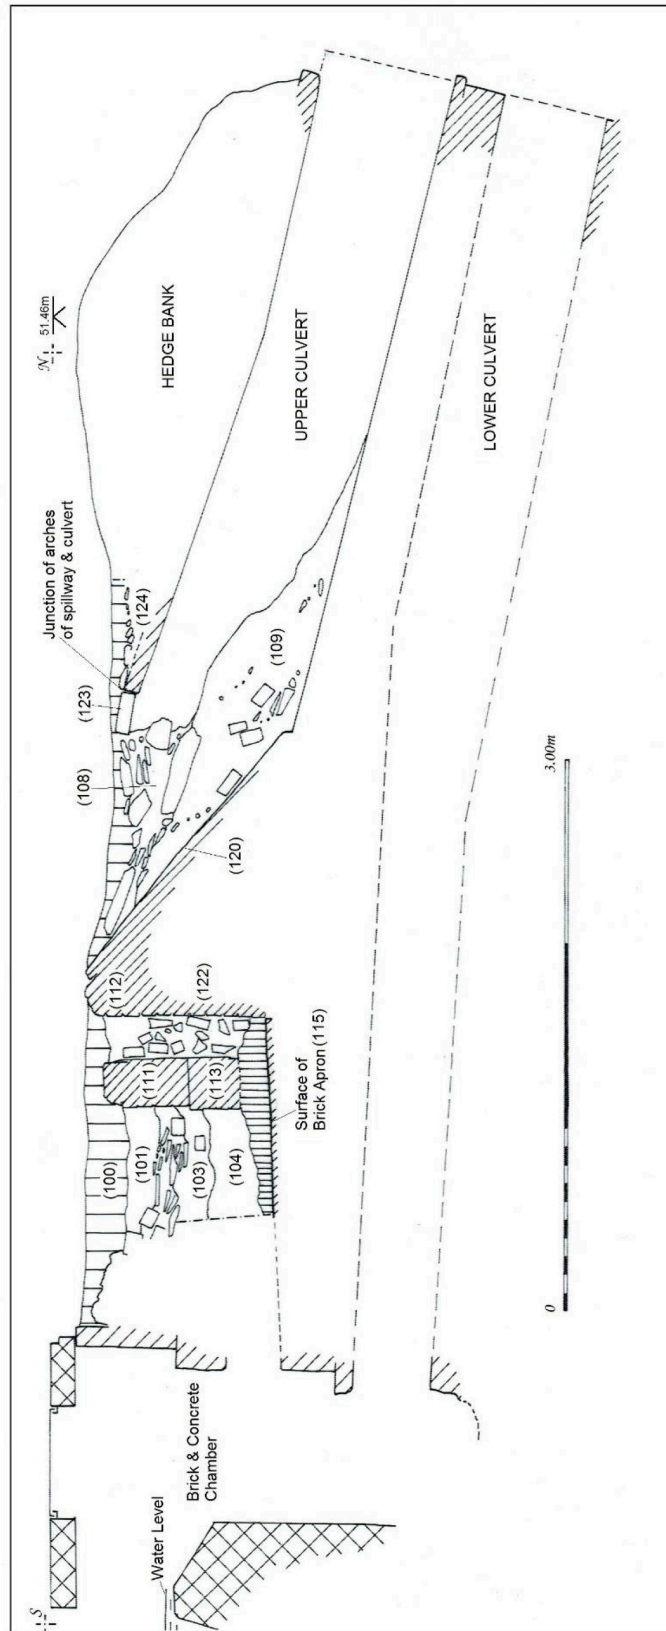 S
N
51.46m
Water Level
Brick & Concrete
Chamber
(100)
(101)
(103)
(104)
(111)
(113)
Surface of
Brick Apron (115)
(112)
(122)
(120)
(108)
(123)
Junction of arches
of spillway & culvert
(124)
(109)
HEDGE BANK
UPPER CULVERT
LOWER CULVERT
0
3.00m